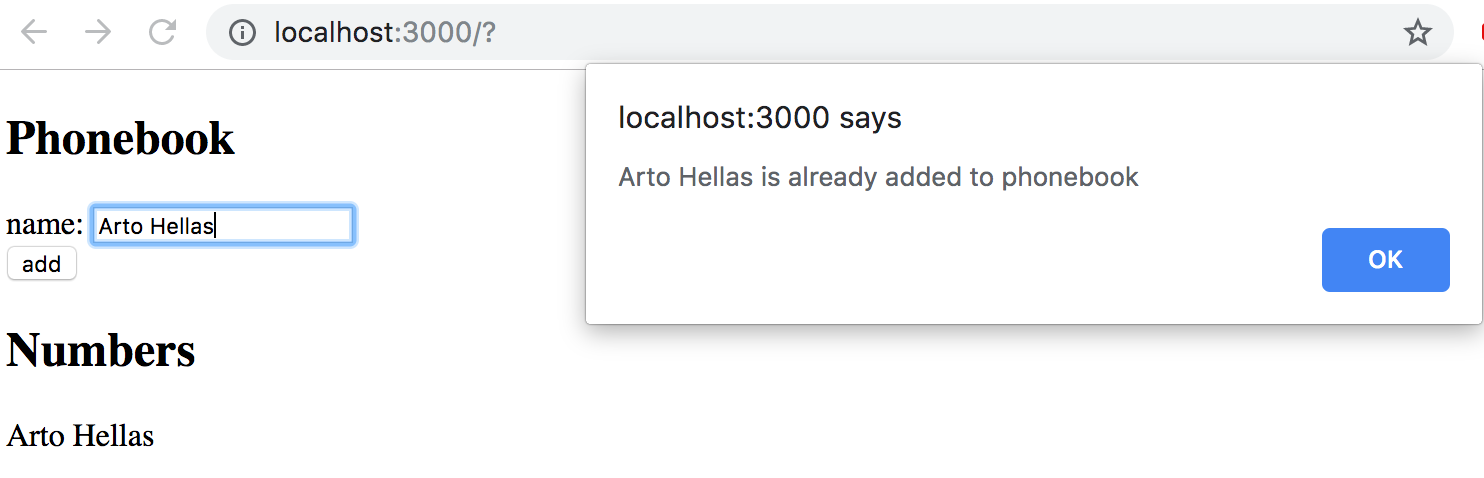 localhost:3000/?
localhost:3000 says
Arto Hellas is already added to phonebook
OK
Phonebook
name: Arto Hellas
add
Numbers
Arto Hellas